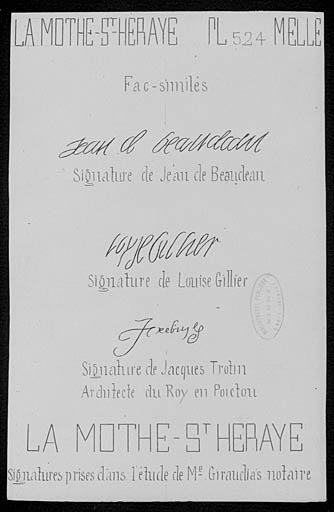 LA MOTHE-Sᵗ-HERAYE PL 524 MELLE
Fac-similés
Jean de Beaudean
Signature de Jean de Beaudean
Signature de Louise Gillier
Signature de Jacques Trotin
Architecte du Roy en Poictou
LA MOTHE-Sᵀ HERAYE
Signatures prises dans l'étude de Mᵉ Giraudias notaire